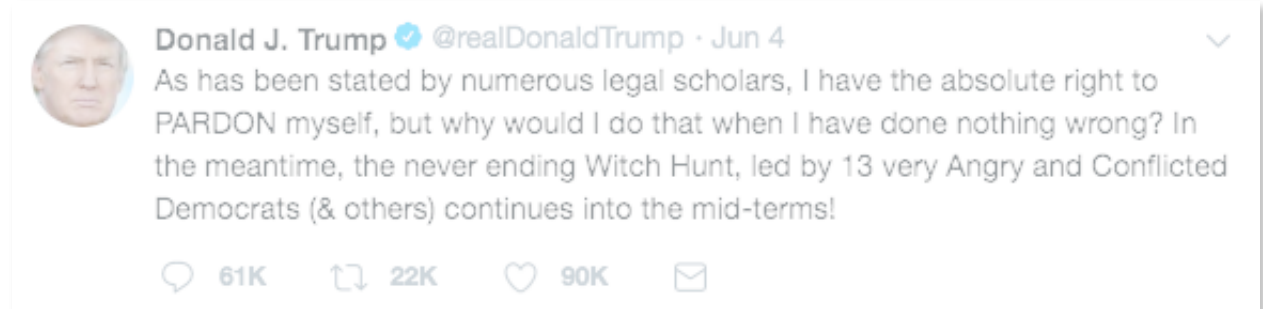 Donald J. Trump @realDonaldTrump · Jun 4
As has been stated by numerous legal scholars, I have the absolute right to
PARDON myself, but why would I do that when I have done nothing wrong? In
the meantime, the never ending Witch Hunt, led by 13 very Angry and Conflicted
Democrats (& others) continues into the mid-terms!
61K 22K 90K